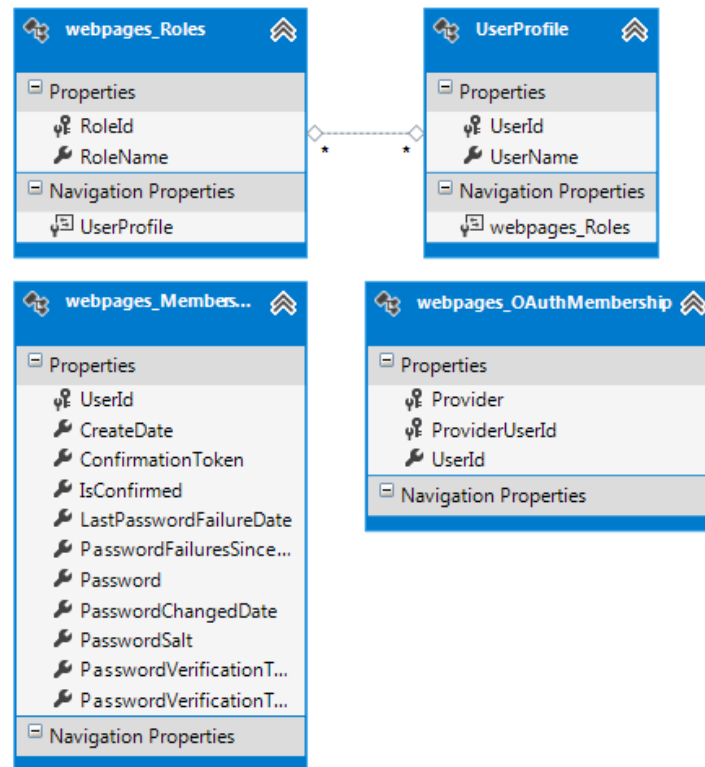 webpages_Roles
Properties
RoleId
RoleName
Navigation Properties
UserProfile
* *
UserProfile
Properties
UserId
UserName
Navigation Properties
webpages_Roles
webpages_Members...
Properties
UserId
CreateDate
ConfirmationToken
IsConfirmed
LastPasswordFailureDate
PasswordFailuresSince...
Password
PasswordChangedDate
PasswordSalt
PasswordVerificationT...
PasswordVerificationT...
Navigation Properties
webpages_OAuthMembership
Properties
Provider
ProviderUserId
UserId
Navigation Properties